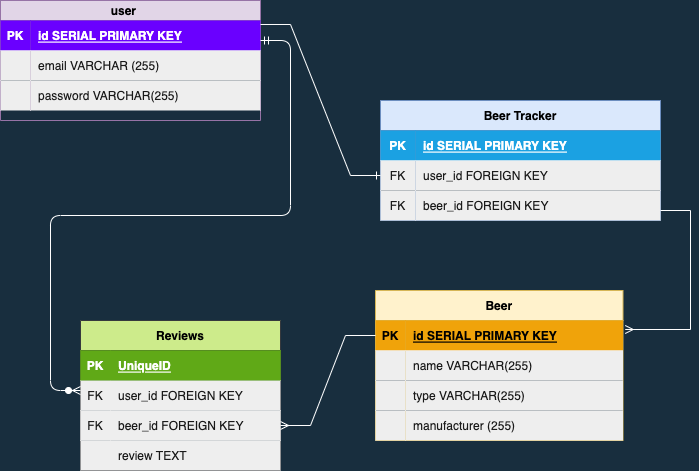 user
PK id SERIAL PRIMARY KEY
email VARCHAR (255)
password VARCHAR(255)
Beer Tracker
PK id SERIAL PRIMARY KEY
FK user_id FOREIGN KEY
FK beer_id FOREIGN KEY
Beer
PK id SERIAL PRIMARY KEY
name VARCHAR(255)
type VARCHAR(255)
manufacturer (255)
Reviews
PK UniqueID
FK user_id FOREIGN KEY
FK beer_id FOREIGN KEY
review TEXT